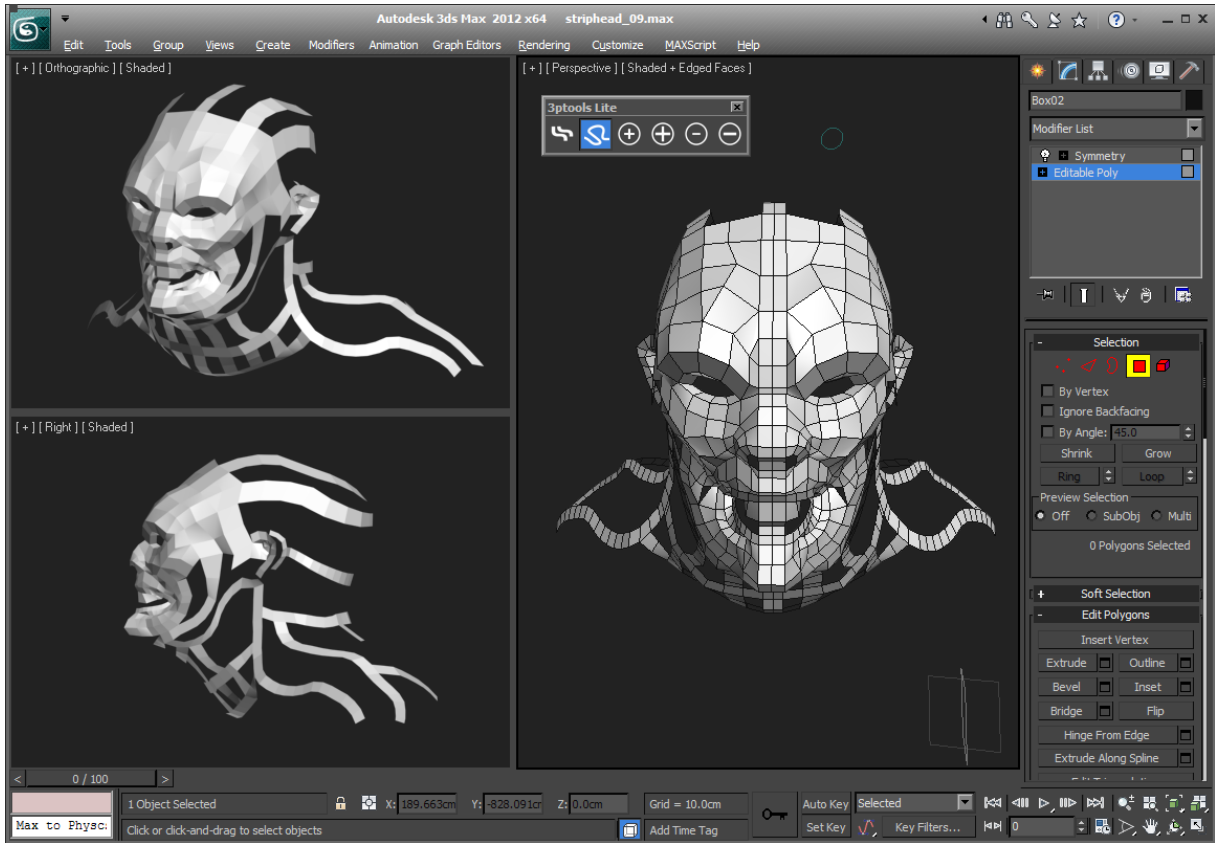 Autodesk 3ds Max 2012 x64 striphead_09.max
Edit Tools Group Views Create Modifiers Animation Graph Editors Rendering Customize MAXScript Help
[ + ] [ Orthographic ] [ Shaded ]
[ + ] [ Perspective ] [ Shaded + Edged Faces ]
3ptools Lite
Box02
Modifier List
Symmetry
Editable Poly
[ + ] [ Right ] [ Shaded ]
- Selection
By Vertex
Ignore Backfacing
By Angle: 45.0
Shrink Grow
Ring Loop
Preview Selection
Off SubObj Multi
0 Polygons Selected
+ Soft Selection
- Edit Polygons
Insert Vertex
Extrude Outline
Bevel Inset
Bridge Flip
Hinge From Edge
Extrude Along Spline
< 0 / 100 >
1 Object Selected X: 189.663cm Y: -828.091cm Z: 0.0cm Grid = 10.0cm Auto Key Selected
Max to Physc: Click or click-and-drag to select objects Add Time Tag Set Key Key Filters... 0